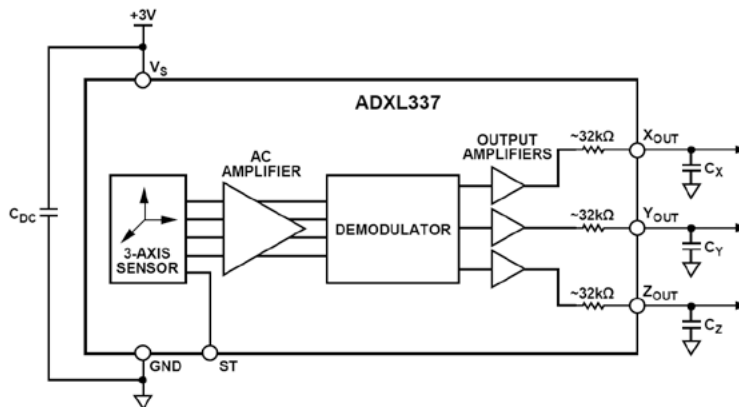 +3V
VS
ADXL337
OUTPUT
AMPLIFIERS
~32kΩ
XOUT
CX
AC
AMPLIFIER
3-AXIS
SENSOR
DEMODULATOR
~32kΩ
YOUT
CY
CDC
~32kΩ
ZOUT
CZ
GND
ST